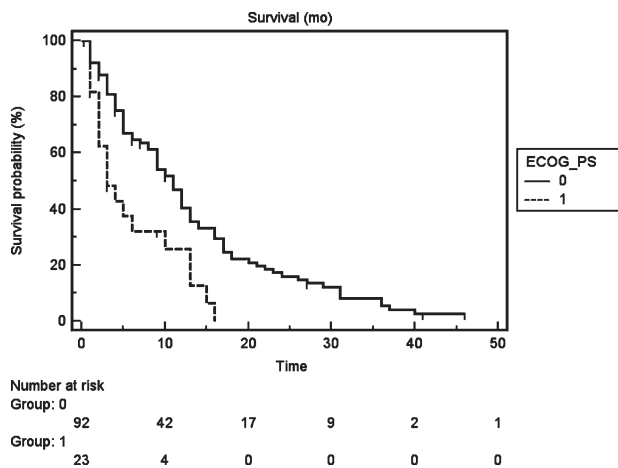 Survival (mo)
100
80
60
40
20
0
Survival probability (%)
0 10 20 30 40 50
Time
ECOG_PS
0
1
Number at risk
Group: 0
92 42 17 9 2 1
Group: 1
23 4 0 0 0 0